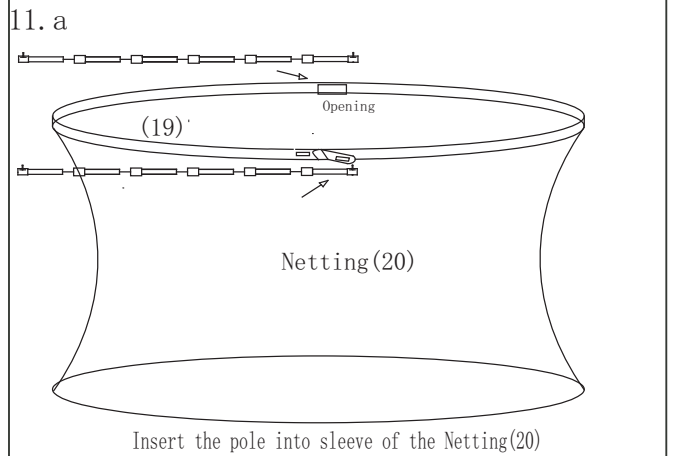 11.a
Opening
(19)
Netting(20)
Insert the pole into sleeve of the Netting(20)